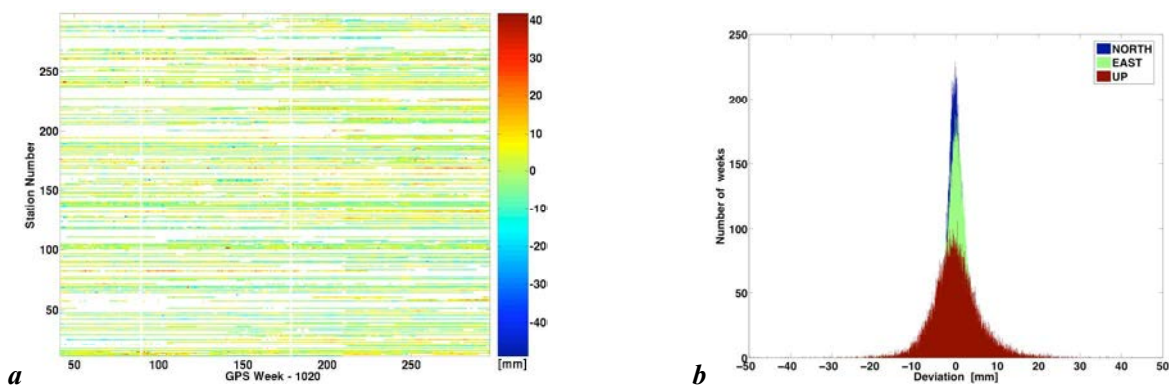 40
30
20
10
0
-10
-20
-30
-40
[mm]
300
250
200
150
100
50
Station Number
50 100 150 200 250
GPS Week - 1020
a
250
200
150
100
50
0
Number of weeks
NORTH
EAST
UP
−50 −40 −30 −20 −10 0 10 20 30 40 50
Deviation [mm]
b